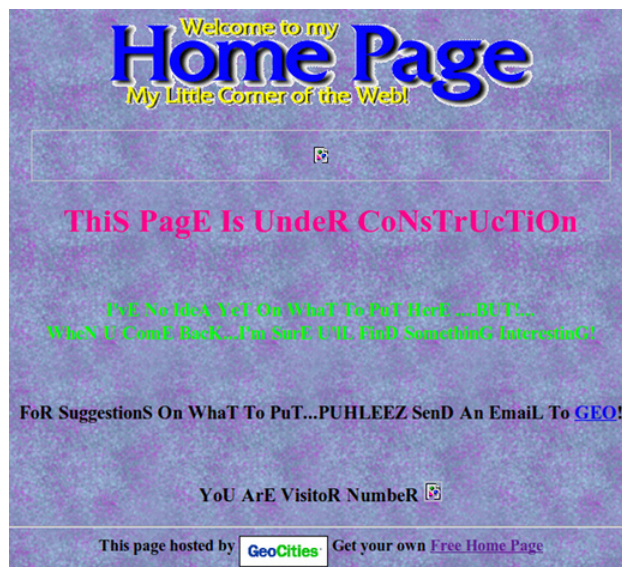 Welcome to my
Home Page
My Little Corner of the Web!
ThiS PagE Is UndeR CoNsTrUcTiOn
I'vE No IdeA YeT On WhaT To PuT HerE ....BUT!...
WheN U ComE BacK...I'm SurE U'lL FinD SomethinG InterestinG!
FoR SuggestionS On WhaT To PuT...PUHLEEZ SenD An EmaiL To GEO!
YoU ArE VisitoR NumbeR
This page hosted by GeoCities Get your own Free Home Page